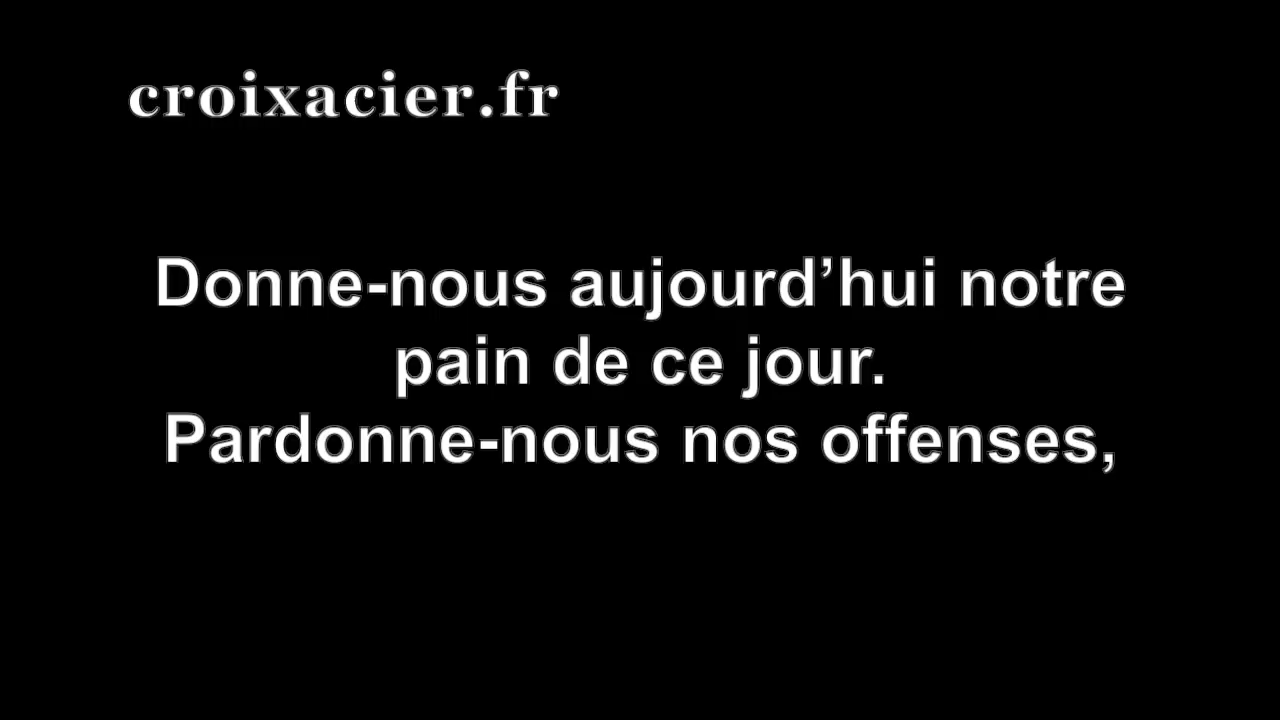 croixacier.fr
Donne-nous aujourd’hui notre
pain de ce jour.
Pardonne-nous nos offenses,